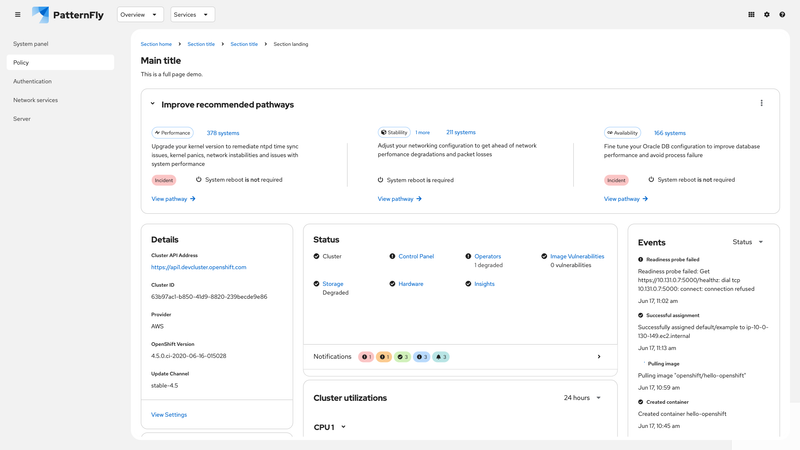 PatternFly
Overview
Services
System panel
Policy
Authentication
Network services
Server
Section home
Section title
Section title
Section landing
Main title
This is a full page demo.
Improve recommended pathways
Performance
378 systems
Upgrade your kernel version to remediate ntpd time sync
issues, kernel panics, network instabilities and issues with
system performance
Incident
System reboot is not required
View pathway
Stability
1 more
211 systems
Adjust your networking configuration to get ahead of network
perfomance degradations and packet losses
System reboot is required
View pathway
Availability
166 systems
Fine tune your Oracle DB configuration to improve database
performance and avoid process failure
Incident
System reboot is not required
View pathway
Details
Cluster API Address
https://api1.devcluster.openshift.com
Cluster ID
63b97ac1-b850-41d9-8820-239becde9e86
Provider
AWS
OpenShift Version
4.5.0.ci-2020-06-16-015028
Update Channel
stable-4.5
View Settings
Status
Cluster
Control Panel
Operators
1 degraded
Image Vulnerabilities
0 vulnerabilities
Storage
Degraded
Hardware
Insights
Notifications
1
1
3
3
3
Cluster utilizations
24 hours
CPU 1
Events
Status
Readiness probe failed
Readiness probe failed: Get
https://10.131.0.7:5000/healthz: dial tcp
10.131.0.7:5000: connect: connection refused
Jun 17, 11:02 am
Successful assignment
Successfully assigned default/example to ip-10-0-
130-149.ec2.internal
Jun 17, 11:13 am
Pulling image
Pulling image "openshift/hello-openshift"
Jun 17, 10:59 am
Created container
Created container hello-openshift
Jun 17, 10:45 am